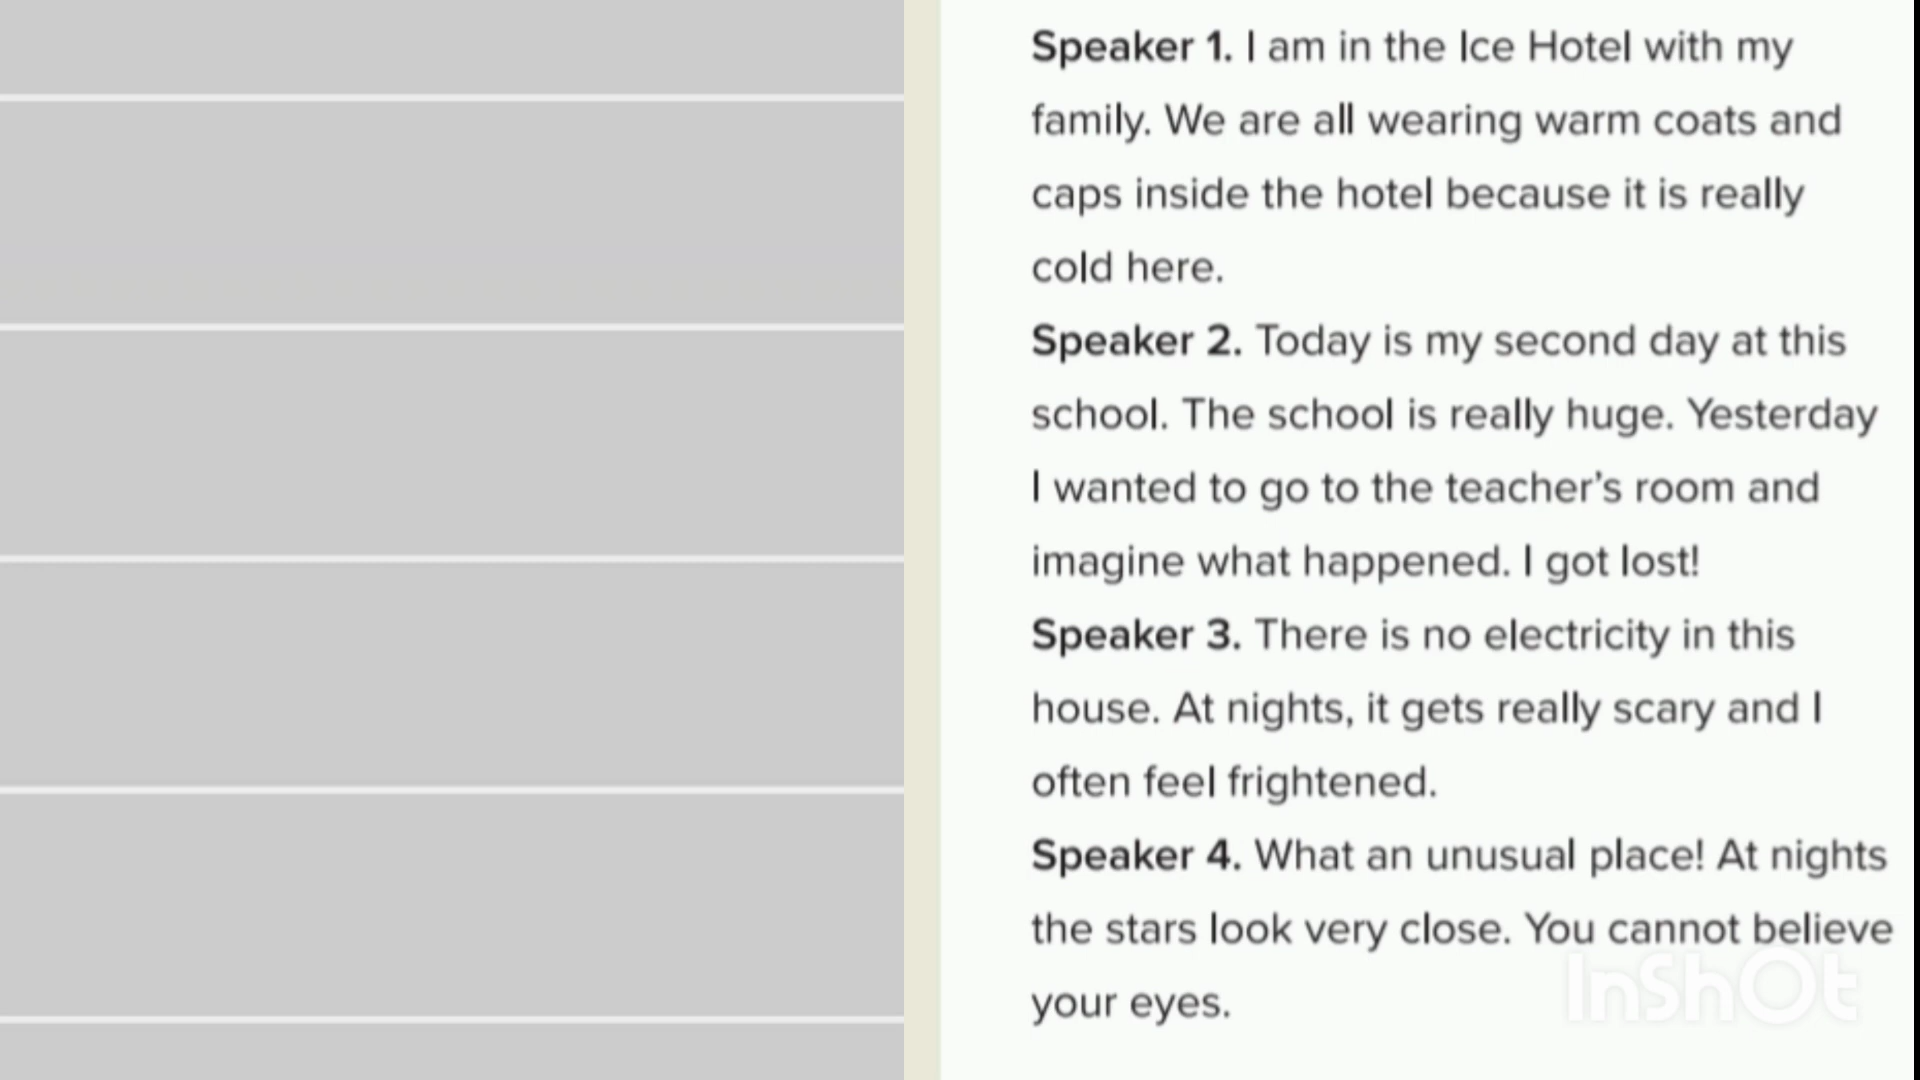 Speaker 1. I am in the Ice Hotel with my
family. We are all wearing warm coats and
caps inside the hotel because it is really
cold here.
Speaker 2. Today is my second day at this
school. The school is really huge. Yesterday
I wanted to go to the teacher’s room and
imagine what happened. I got lost!
Speaker 3. There is no electricity in this
house. At nights, it gets really scary and I
often feel frightened.
Speaker 4. What an unusual place! At nights
the stars look very close. You cannot believe
your eyes.
InShOt